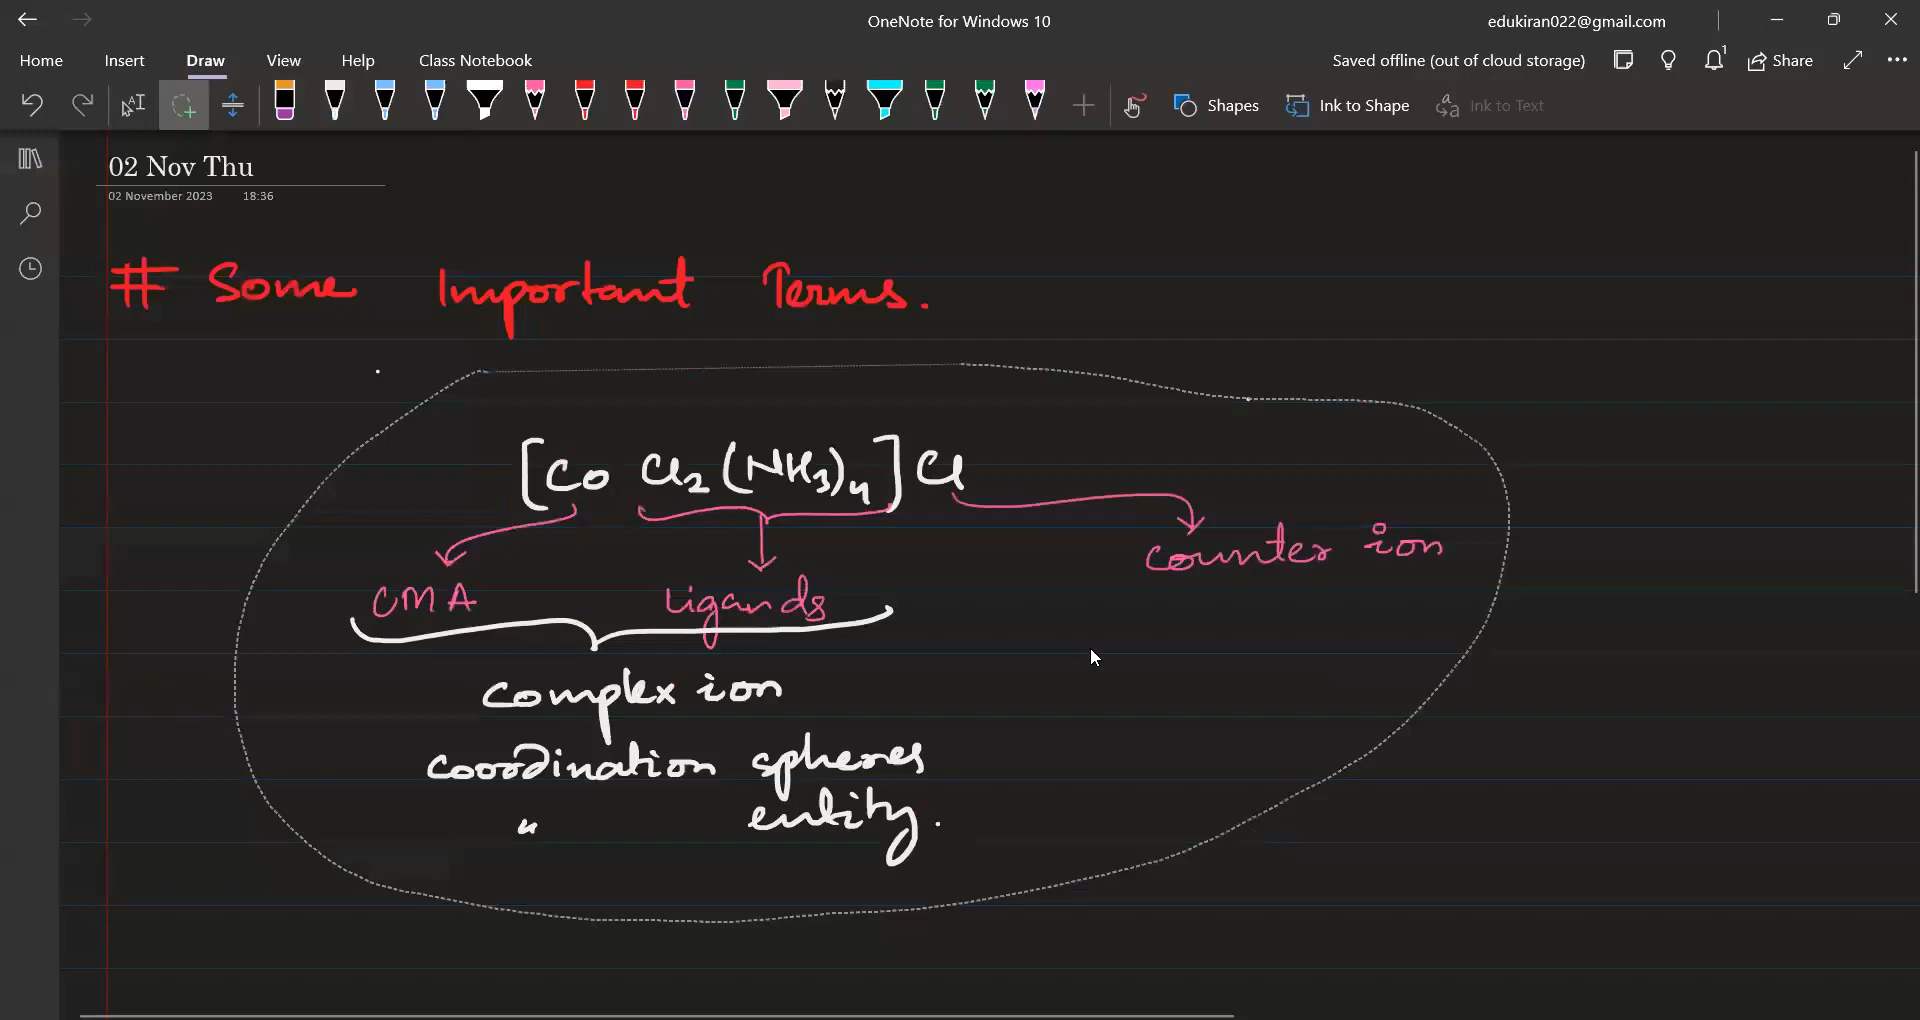 OneNote for Windows 10
edukiran022@gmail.com
Home Insert Draw View Help Class Notebook
Saved offline (out of cloud storage)
1
Share
Shapes
Ink to Shape
Ink to Text
02 Nov Thu
02 November 2023 18:36
# Some Important Terms.
[Co Cl2 (NH3)4] Cl
counter ion
CMA Ligands
complex ion
coordination spheres
" entity.